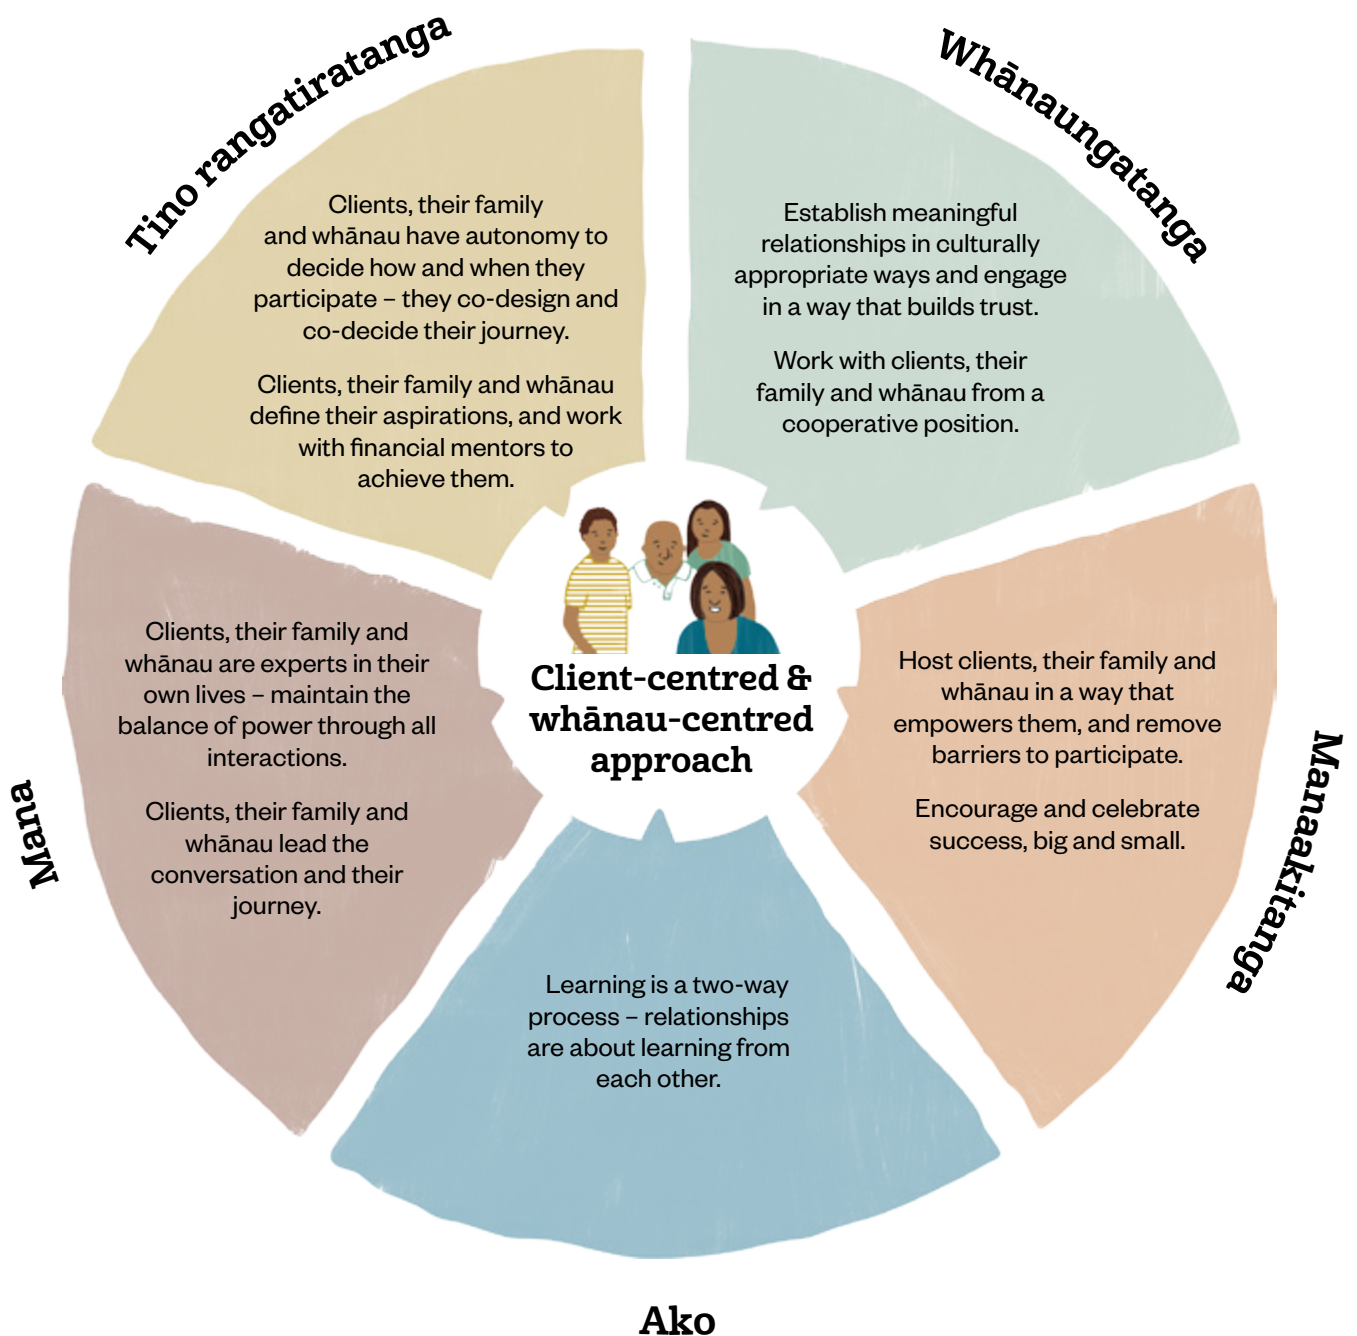 Tino rangatiratanga
Clients, their family
and whānau have autonomy to
decide how and when they
participate – they co-design and
co-decide their journey.
Clients, their family and whānau
define their aspirations, and work
with financial mentors to
achieve them.
Whānaungatanga
Establish meaningful
relationships in culturally
appropriate ways and engage
in a way that builds trust.
Work with clients, their
family and whānau from a
cooperative position.
Client-centred &
whānau-centred
approach
Mana
Clients, their family and
whānau are experts in their
own lives – maintain the
balance of power through all
interactions.
Clients, their family and
whānau lead the
conversation and their
journey.
Host clients, their family and
whānau in a way that
empowers them, and remove
barriers to participate.
Encourage and celebrate
success, big and small.
Manaakitanga
Learning is a two-way
process – relationships
are about learning from
each other.
Ako